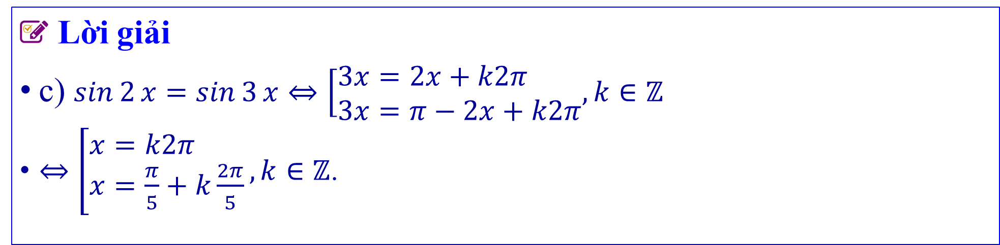 Lời giải
• c) sin 2 x = sin 3 x ⇔ [3x = 2x + k2π
3x = π − 2x + k2π, k ∈ ℤ
• ⇔ [x = k2π
x = π/5 + k 2π/5, k ∈ ℤ.